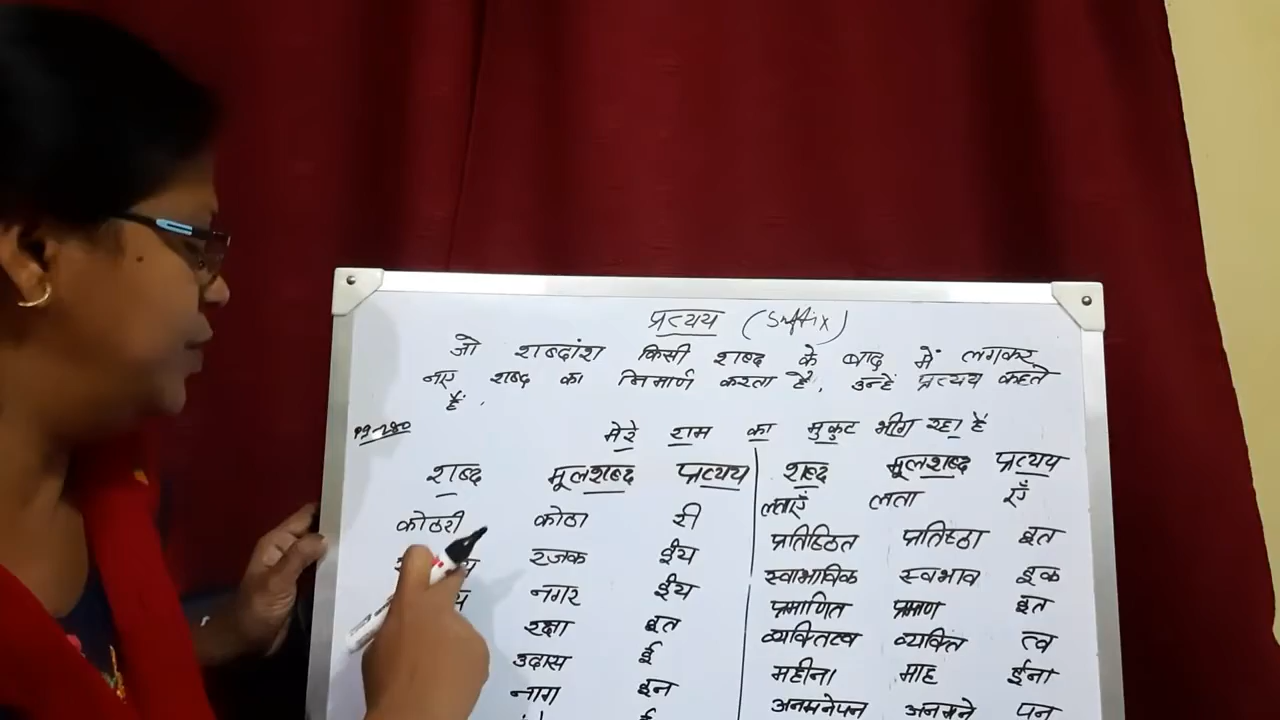 प्रत्यय (Suffix)
जो शब्दांश किसी शब्द के बाद में लगकर
नए शब्द का निमार्ण करता है, उन्हें प्रत्यय कहते
हैं.
मेरे राम का मुकुट भीग रहा है
शब्द मूलशब्द प्रत्यय
कोठरी कोठा री
रजक ईय
नगर ईय
रक्षा इत
उदास ई
नाग इन
शब्द मूलशब्द प्रत्यय
लताएँ लता एँ
प्रतिष्ठित प्रतिष्ठा इत
स्वाभाविक स्वभाव इक
प्रमाणित प्रमाण इत
व्यक्तित्व व्यक्ति त्व
महीना माह ईना
अनमनेपन अनमने पन